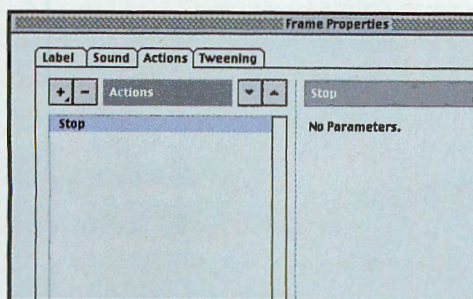 Frame Properties
Label Sound Actions Tweening
+ - Actions
Stop
Stop
No Parameters.